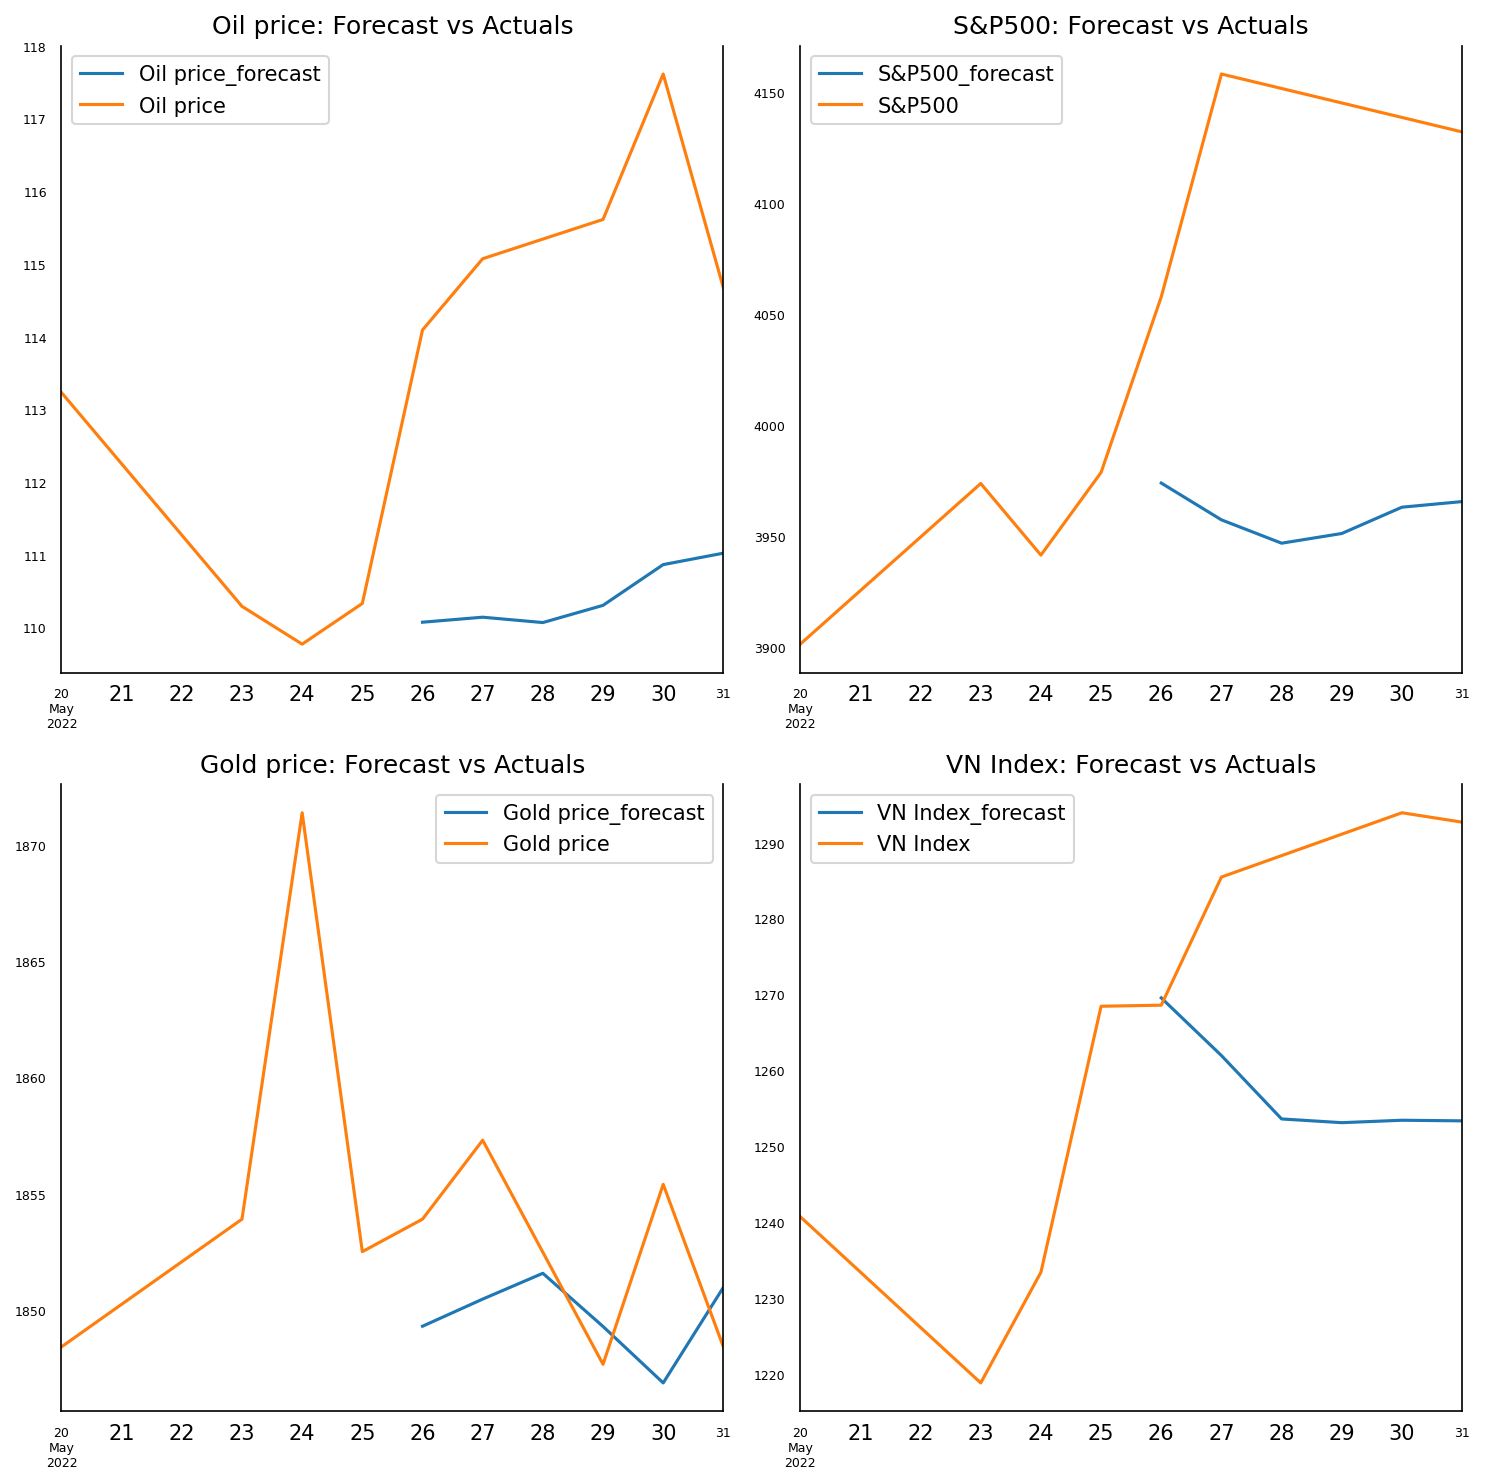 Oil price: Forecast vs Actuals
Oil price_forecast
Oil price
118
117
116
115
114
113
112
111
110
20 21 22 23 24 25 26 27 28 29 30 31
May
2022
S&P500: Forecast vs Actuals
S&P500_forecast
S&P500
4150
4100
4050
4000
3950
3900
20 21 22 23 24 25 26 27 28 29 30 31
May
2022
Gold price: Forecast vs Actuals
Gold price_forecast
Gold price
1870
1865
1860
1855
1850
20 21 22 23 24 25 26 27 28 29 30 31
May
2022
VN Index: Forecast vs Actuals
VN Index_forecast
VN Index
1290
1280
1270
1260
1250
1240
1230
1220
20 21 22 23 24 25 26 27 28 29 30 31
May
2022